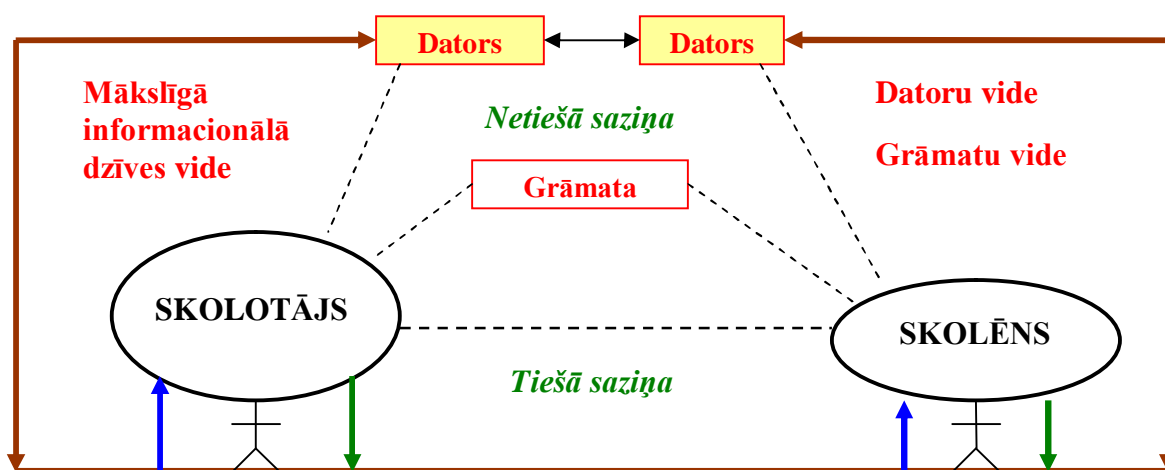 Dators
Dators
Mākslīgā
informacionālā
dzīves vide
Netiešā saziņa
Datoru vide
Grāmatu vide
Grāmata
SKOLOTĀJS
SKOLĒNS
Tiešā saziņa